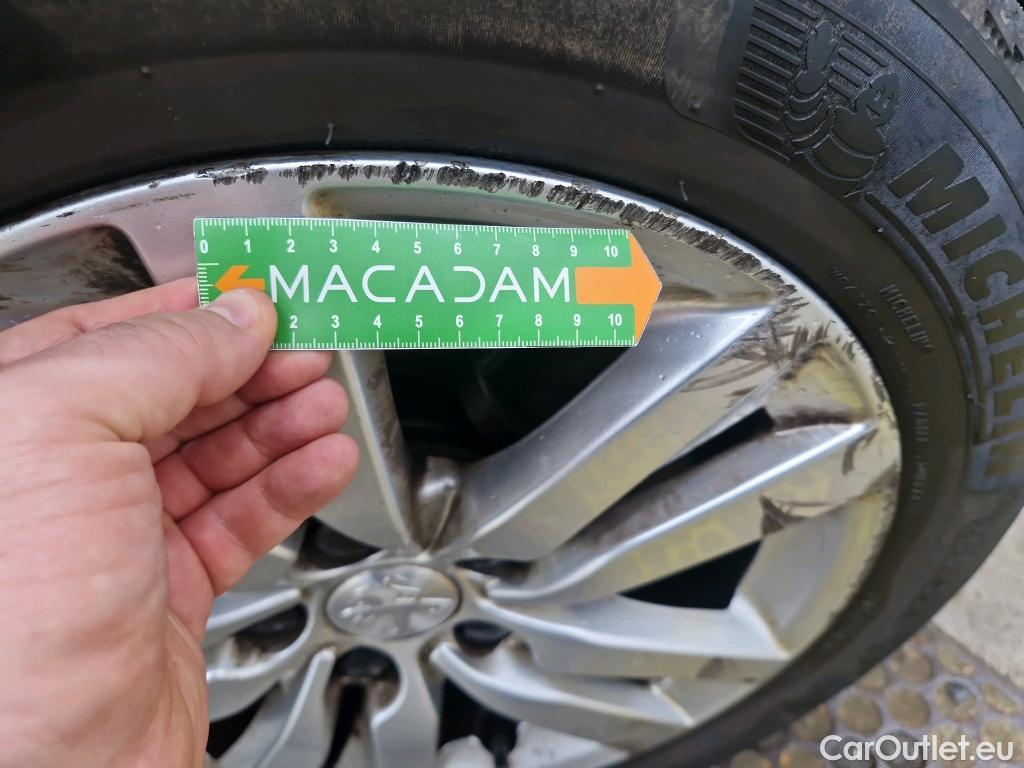 MICHELIN
MICHELIN
0 1 2 3 4 5 6 7 8 9 10
MACADAM
2 3 4 5 6 7 8 9 10
CarOutlet.eu